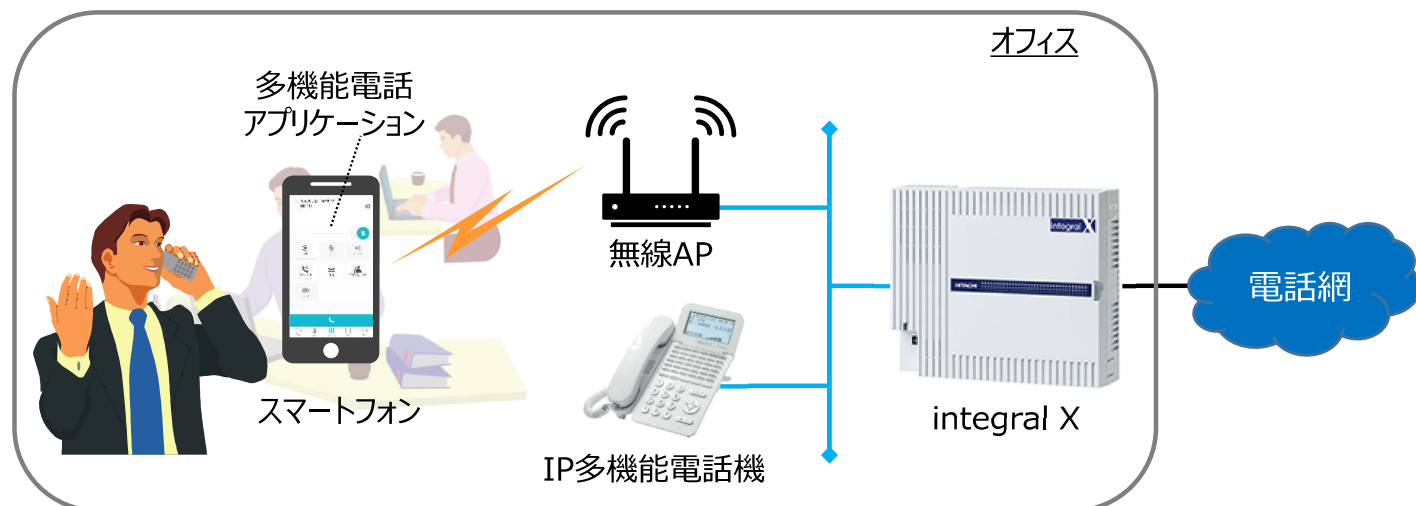 オフィス
多機能電話
アプリケーション
無線AP
integral X
電話網
スマートフォン
integral X
IP多機能電話機